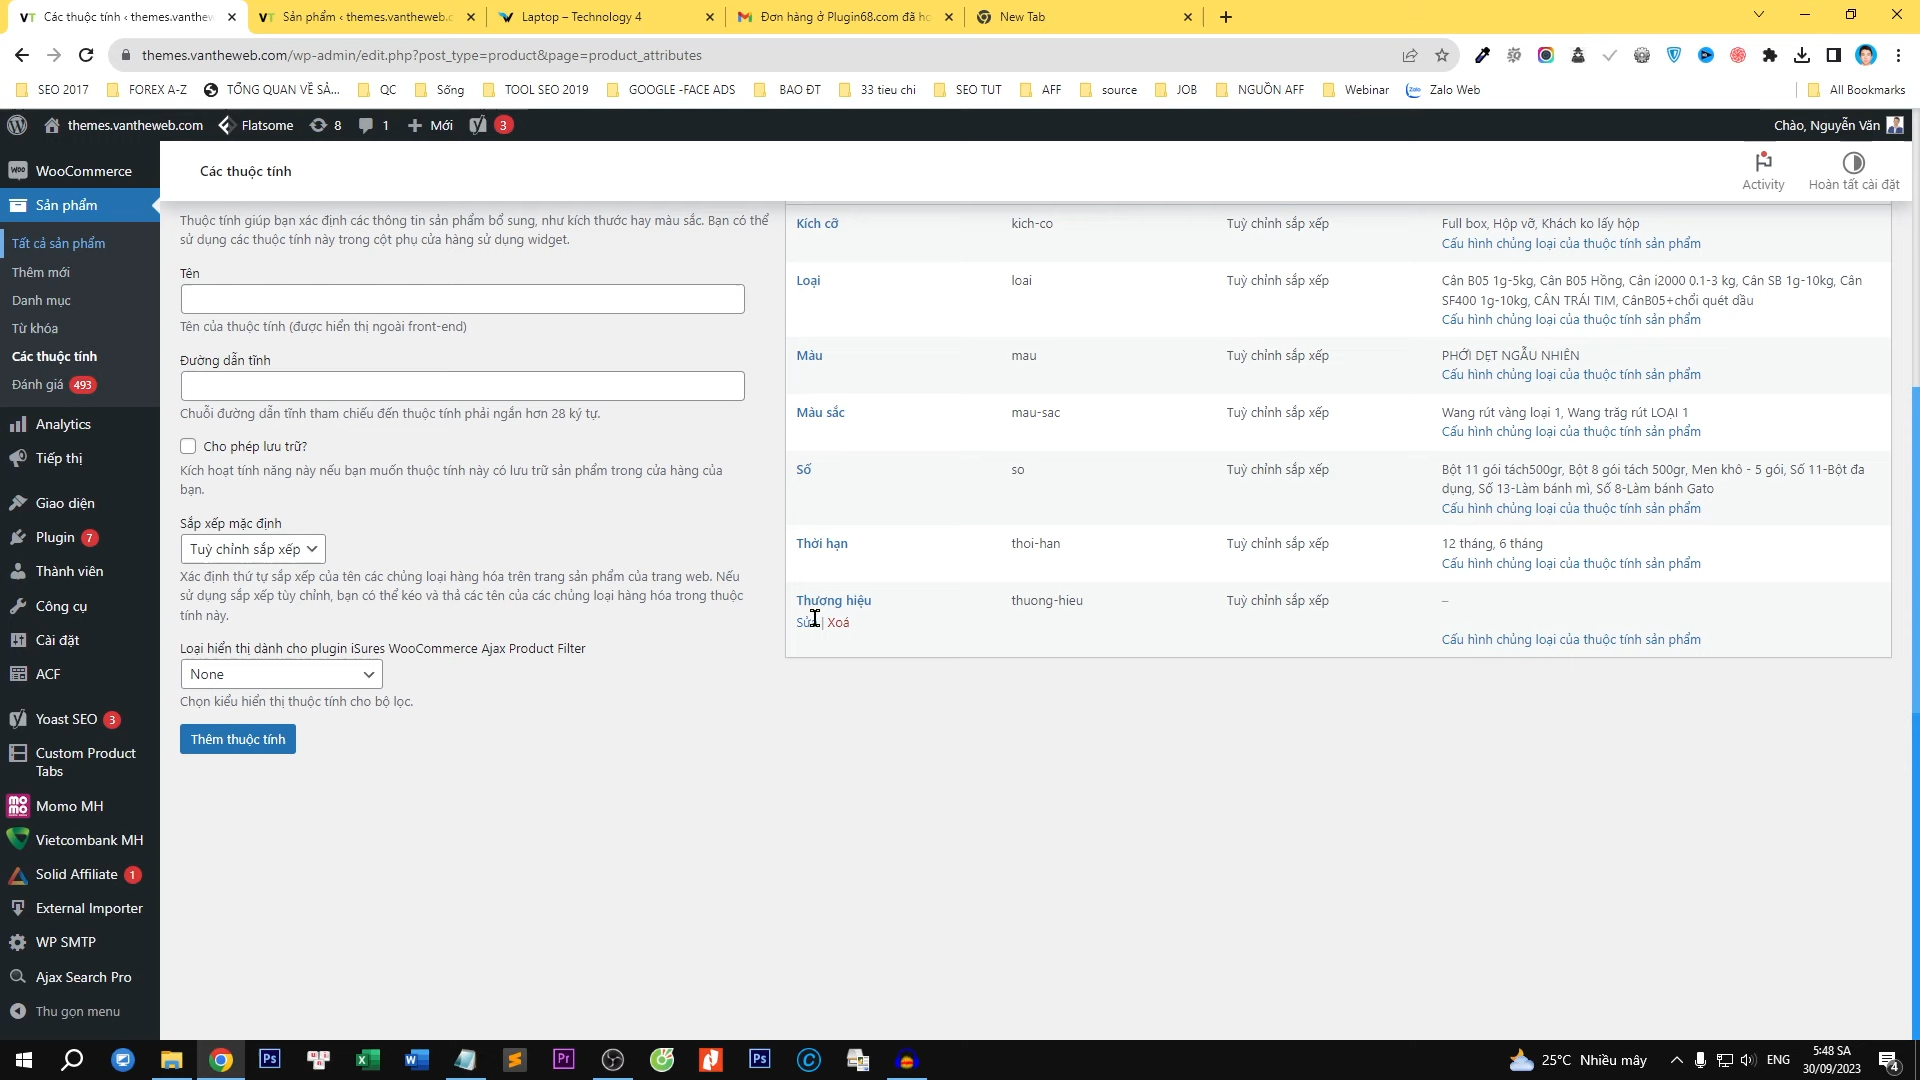 Các thuộc tính ‹ themes.vanthew
Sản phẩm ‹ themes.vantheweb.c
Laptop – Technology 4
Đơn hàng ở Plugin68.com đã ho
New Tab
themes.vantheweb.com/wp-admin/edit.php?post_type=product&page=product_attributes
SEO 2017
FOREX A-Z
TỔNG QUAN VỀ SẢ...
QC
Sống
TOOL SEO 2019
GOOGLE -FACE ADS
BAO ĐT
33 tieu chi
SEO TUT
AFF
source
JOB
NGUỒN AFF
Webinar
Zalo Web
All Bookmarks
themes.vantheweb.com
Flatsome
8
1
Mới
3
Chào, Nguyễn Văn
WooCommerce
Sản phẩm
Tất cả sản phẩm
Thêm mới
Danh mục
Từ khóa
Các thuộc tính
Đánh giá 493
Analytics
Tiếp thị
Giao diện
Plugin 7
Thành viên
Công cụ
Cài đặt
ACF
Yoast SEO 3
Custom Product
Tabs
Momo MH
Vietcombank MH
Solid Affiliate 1
External Importer
WP SMTP
Ajax Search Pro
Thu gọn menu
Các thuộc tính
Activity
Hoàn tất cài đặt
Thuộc tính giúp bạn xác định các thông tin sản phẩm bổ sung, như kích thước hay màu sắc. Bạn có thể
sử dụng các thuộc tính này trong cột phụ cửa hàng sử dụng widget.
Tên
Tên của thuộc tính (được hiển thị ngoài front-end)
Đường dẫn tĩnh
Chuỗi đường dẫn tĩnh tham chiếu đến thuộc tính phải ngắn hơn 28 ký tự.
Cho phép lưu trữ?
Kích hoạt tính năng này nếu bạn muốn thuộc tính này có lưu trữ sản phẩm trong cửa hàng của
bạn.
Sắp xếp mặc định
Tuỳ chỉnh sắp xếp
Xác định thứ tự sắp xếp của tên các chủng loại hàng hóa trên trang sản phẩm của trang web. Nếu
sử dụng sắp xếp tùy chỉnh, bạn có thể kéo và thả các tên của các chủng loại hàng hóa trong thuộc
tính này.
Loại hiển thị dành cho plugin iSures WooCommerce Ajax Product Filter
None
Chọn kiểu hiển thị thuộc tính cho bộ lọc.
Thêm thuộc tính
Kích cỡ
kich-co
Tuỳ chỉnh sắp xếp
Full box, Hộp vỡ, Khách ko lấy hộp
Cấu hình chủng loại của thuộc tính sản phẩm
Loại
loai
Tuỳ chỉnh sắp xếp
Cân B05 1g-5kg, Cân B05 Hồng, Cân i2000 0.1-3 kg, Cân SB 1g-10kg, Cân
SF400 1g-10kg, CÂN TRÁI TIM, CânB05+chổi quét dầu
Cấu hình chủng loại của thuộc tính sản phẩm
Màu
mau
Tuỳ chỉnh sắp xếp
PHỚI DẸT NGẪU NHIÊN
Cấu hình chủng loại của thuộc tính sản phẩm
Màu sắc
mau-sac
Tuỳ chỉnh sắp xếp
Wang rút vàng loại 1, Wang trăg rút LOẠI 1
Cấu hình chủng loại của thuộc tính sản phẩm
Số
so
Tuỳ chỉnh sắp xếp
Bột 11 gói tách500gr, Bột 8 gói tách 500gr, Men khô - 5 gói, Số 11-Bột đa
dụng, Số 13-Làm bánh mì, Số 8-Làm bánh Gato
Cấu hình chủng loại của thuộc tính sản phẩm
Thời hạn
thoi-han
Tuỳ chỉnh sắp xếp
12 tháng, 6 tháng
Cấu hình chủng loại của thuộc tính sản phẩm
Thương hiệu
thuong-hieu
Tuỳ chỉnh sắp xếp
–
Sửa | Xoá
Cấu hình chủng loại của thuộc tính sản phẩm
25°C Nhiều mây
ENG
5:48 SA
30/09/2023
4